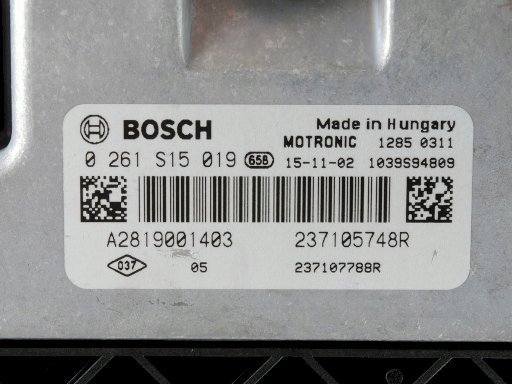 BOSCH Made in Hungary
MOTRONIC 1285 0311
0 261 S15 019 65B 15-11-02 1039S94809
A2819001403 237105748R
037 05 237107788R